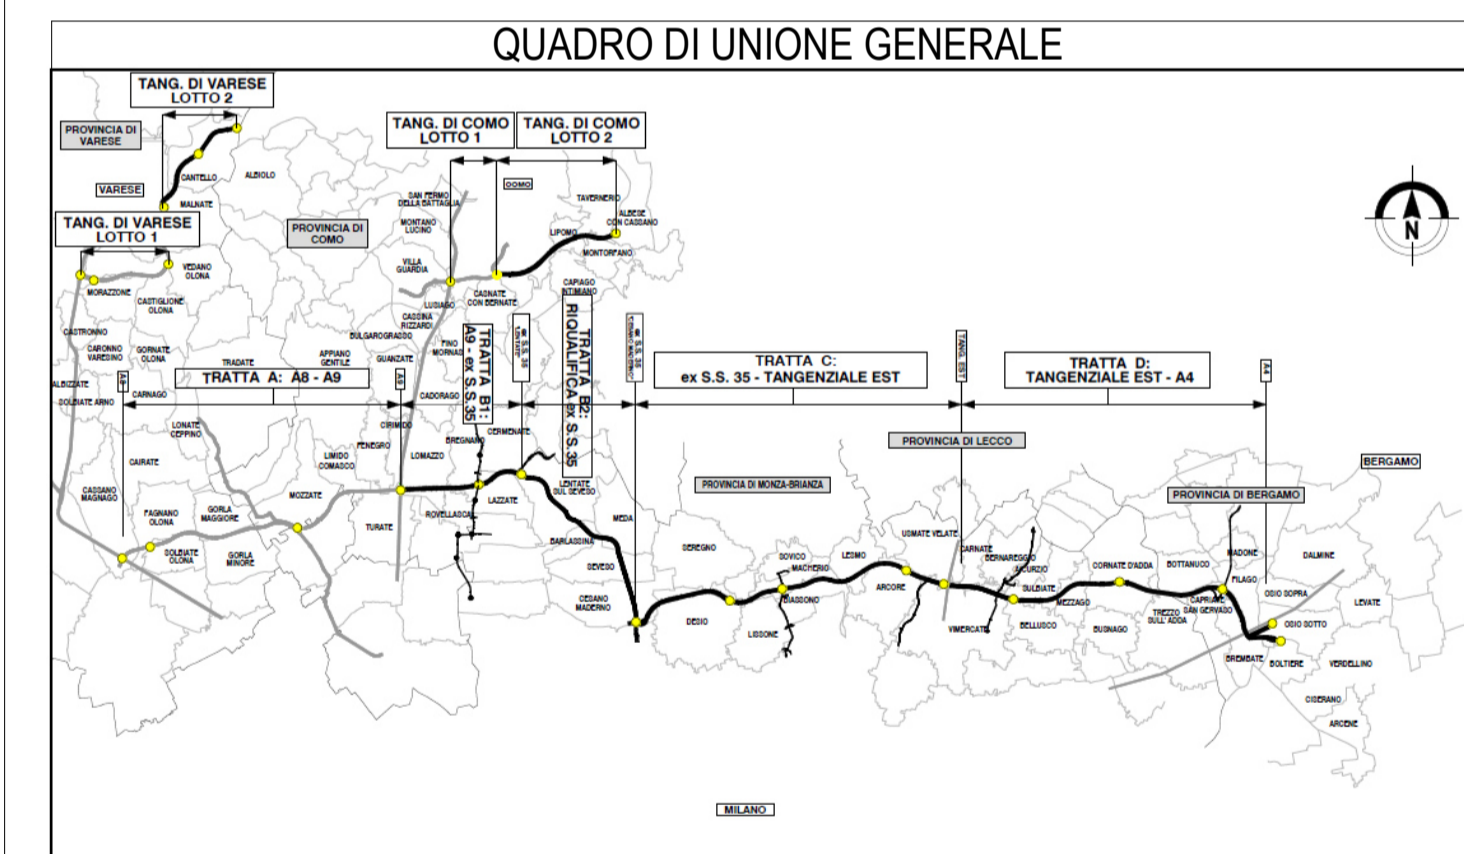 QUADRO DI UNIONE GENERALE
TANG. DI VARESE
LOTTO 2
PROVINCIA DI
VARESE
VARESE
CANTELLO
ALBIOLO
MALNATE
TANG. DI VARESE
LOTTO 1
PROVINCIA DI
COMO
TANG. DI COMO
LOTTO 1
TANG. DI COMO
LOTTO 2
COMO
SAN FERMO
DELLA BATTAGLIA
MONTANO
LUCINO
VILLA
GUARDIA
TAVERNERIO
ALBESE
CON CASSANO
LIPOMO
MONTORFANO
N
VEDANO
OLONA
MORAZZONE
CASTIGLIONE
OLONA
CASTRONNO
CARONNO
VARESINO
GORNATE
OLONA
LUISAGO
CASNATE
CON BERNATE
CAPIAGO
INTIMIANO
CASSINA
RIZZARDI
BULGAROGRASSO
FINO
MORNASCO
GUANZATE
APPIANO
GENTILE
TRADATE
ALBIZZATE
SOLBIATE ARNO
CARNAGO
A8
TRATTA A: A8 - A9
A9
TRATTA B1:
A9 - ex S.S.35
ex S.S. 35
TRATTA B2:
RIQUALIFICA ex S.S.35
ex S.S. 35
TRATTA C:
ex S.S. 35 - TANGENZIALE EST
TANG. EST
TRATTA D:
TANGENZIALE EST - A4
A4
CADORAGO
CIRIMIDO
FENEGRO
LOMAZZO
BREGNANO
CERMENATE
LONATE
CEPPINO
LIMIDO
COMASCO
CAIRATE
CASSANO
MAGNAGO
MOZZATE
FAGNANO
OLONA
GORLA
MAGGIORE
SOLBIATE
OLONA
GORLA
MINORE
TURATE
ROVELLASCA
LAZZATE
LENTATE
SUL SEVESO
MEDA
BARLASSINA
SEVESO
CESANO
MADERNO
PROVINCIA DI MONZA-BRIANZA
PROVINCIA DI LECCO
PROVINCIA DI BERGAMO
BERGAMO
SEREGNO
DESIO
LISSONE
SOVICO
MACHERIO
BIASSONO
LESMO
ARCORE
USMATE VELATE
CARNATE
BERNAREGGIO
AICURZIO
SULBIATE
VIMERCATE
BELLUSCO
MEZZAGO
CORNATE D'ADDA
BUSNAGO
TREZZO
SULL'ADDA
BOTTANUCO
CAPRIATE
SAN GERVASO
MADONE
FILAGO
DALMINE
OSIO SOPRA
OSIO SOTTO
LEVATE
BREMBATE
BOLTIERE
VERDELLINO
CISERANO
ARCENE
MILANO